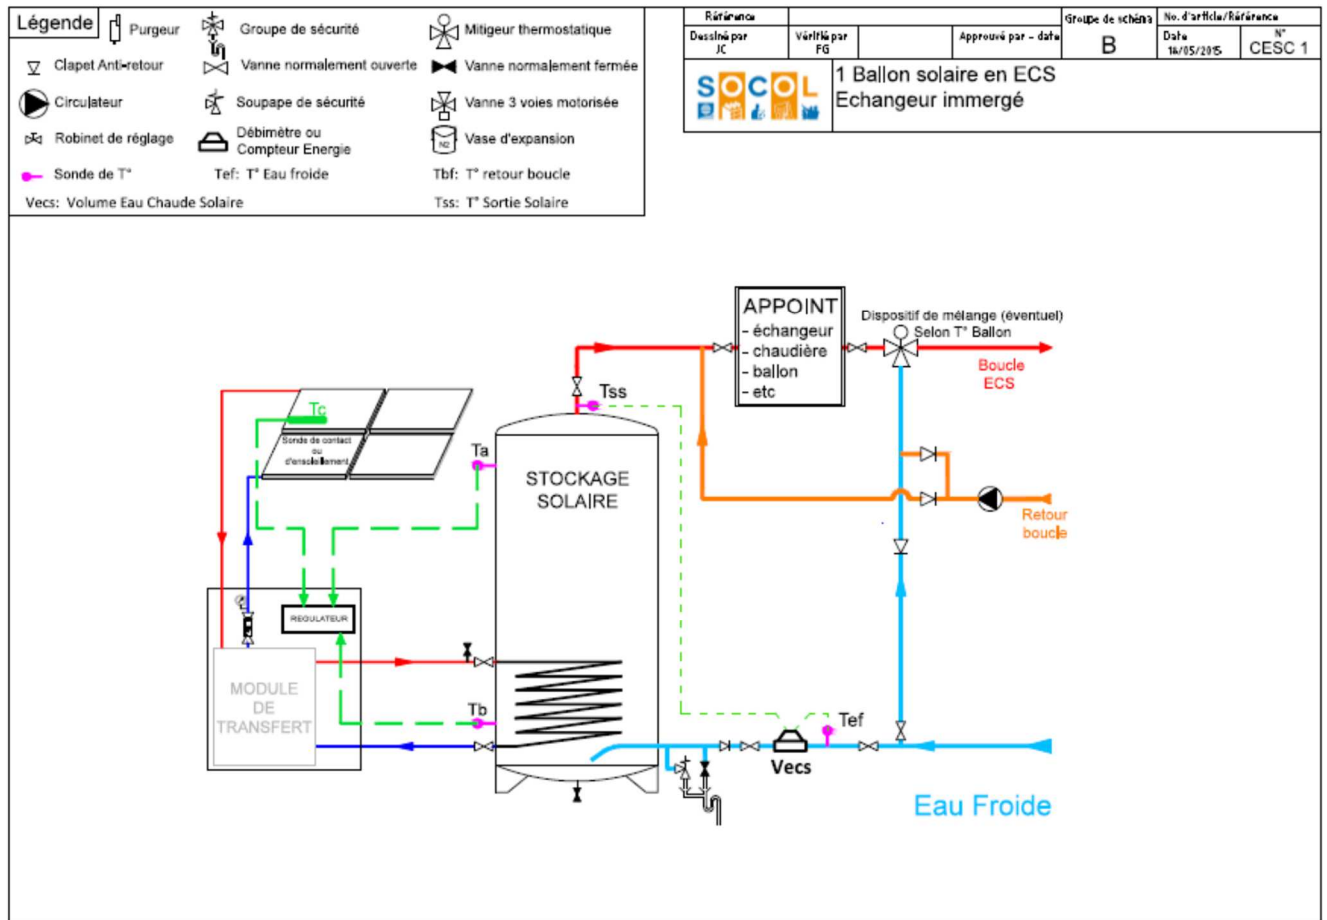 Légende
Purgeur
Groupe de sécurité
Mitigeur thermostatique
Clapet Anti-retour
Vanne normalement ouverte
Vanne normalement fermée
Circulateur
Soupape de sécurité
Vanne 3 voies motorisée
Robinet de réglage
Débimètre ou
Compteur Energie
N2
Vase d'expansion
Sonde de T°
Tef: T° Eau froide
Tbf: T° retour boucle
Vecs: Volume Eau Chaude Solaire
Tss: T° Sortie Solaire
Référence
Groupe de schéma
No. d'article/Référence
Dessiné par
JC
Vérifié par
FG
Approuvé par - date
B
Date
18/05/2015
N°
CESC 1
SOCOL
1 Ballon solaire en ECS
Echangeur immergé
APPOINT
- échangeur
- chaudière
- ballon
- etc
Dispositif de mélange (éventuel)
Selon T° Ballon
Boucle
ECS
Tss
Tc
Sonde de contact
ou
d'ensoleillement
Ta
STOCKAGE
SOLAIRE
Retour
boucle
REGULATEUR
MODULE
DE
TRANSFERT
Tb
Tef
Vecs
Eau Froide